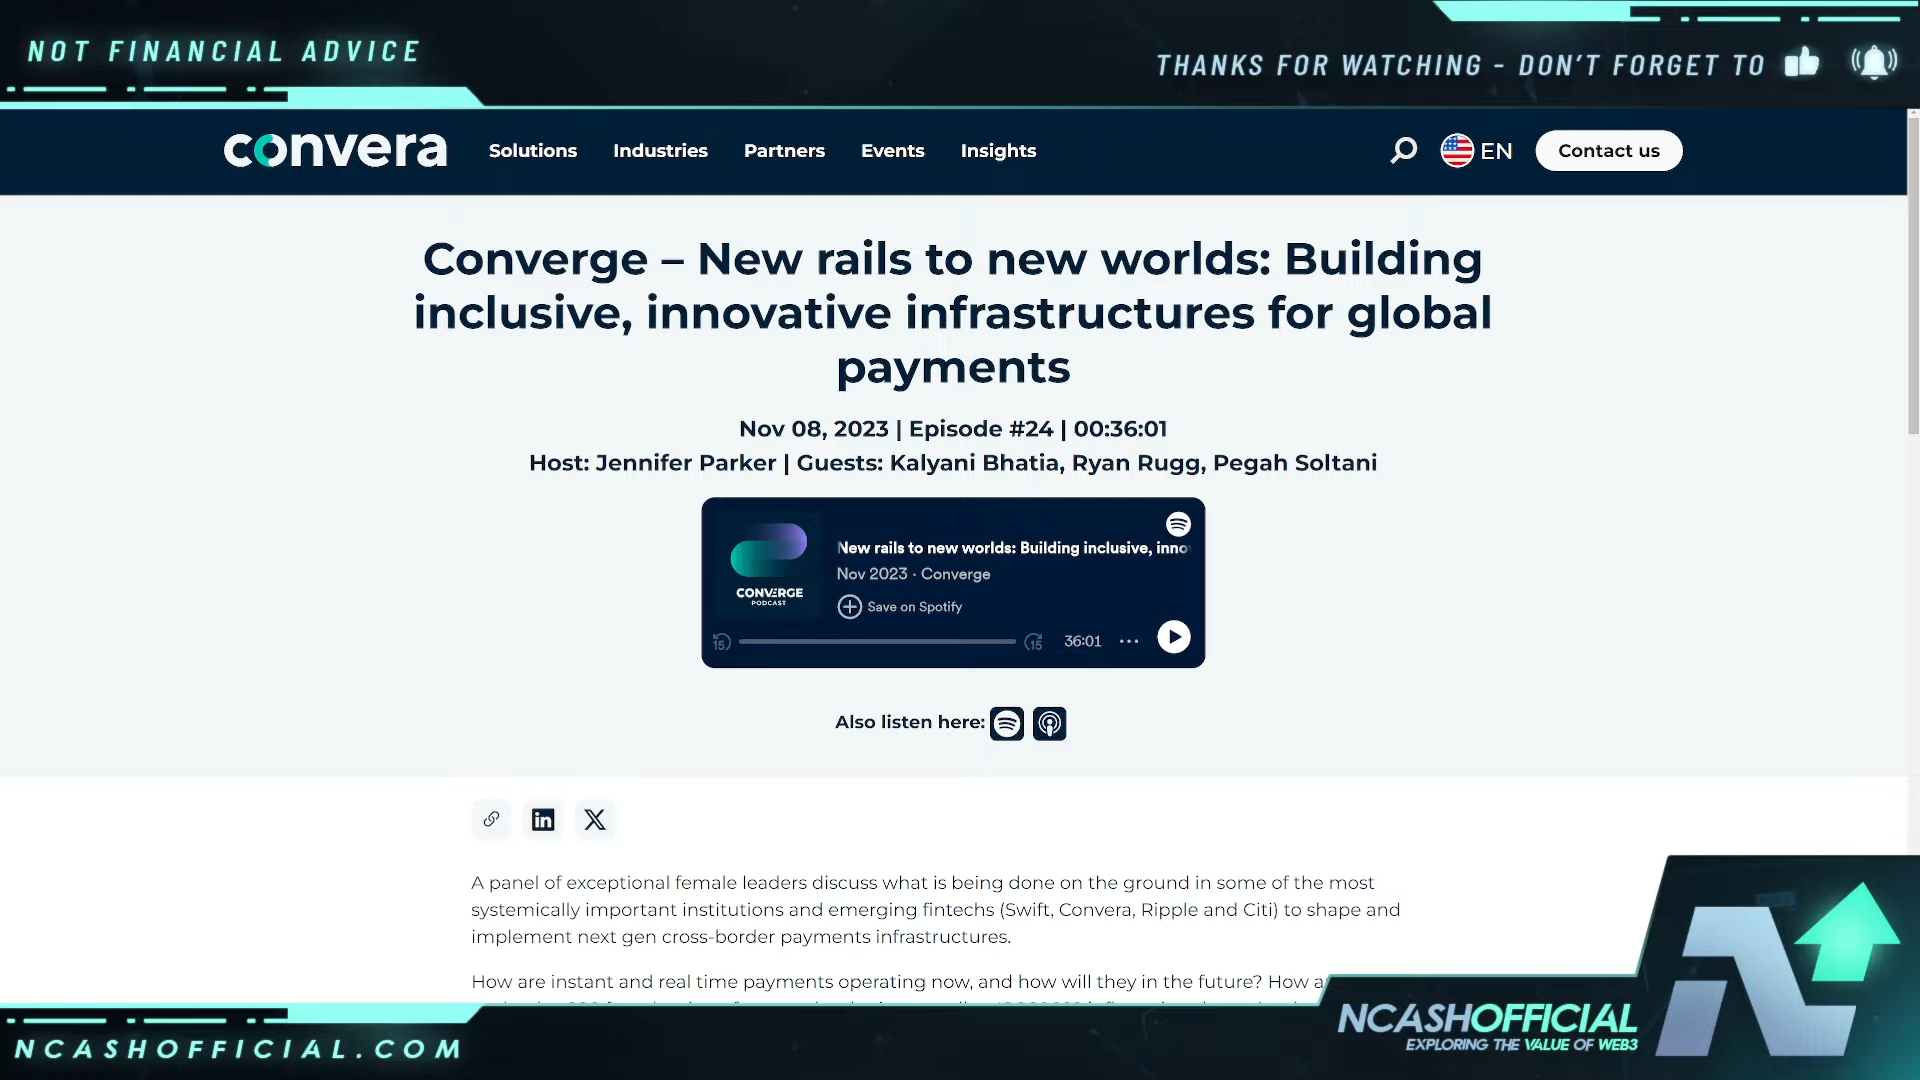 NOT FINANCIAL ADVICE
THANKS FOR WATCHING - DON'T FORGET TO
convera
Solutions
Industries
Partners
Events
Insights
EN
Contact us
Converge – New rails to new worlds: Building
inclusive, innovative infrastructures for global
payments
Nov 08, 2023 | Episode #24 | 00:36:01
Host: Jennifer Parker | Guests: Kalyani Bhatia, Ryan Rugg, Pegah Soltani
CONVERGE
PODCAST
New rails to new worlds: Building inclusive, inno
Nov 2023 · Converge
Save on Spotify
15
15
36:01
Also listen here:
in
X
A panel of exceptional female leaders discuss what is being done on the ground in some of the most
systemically important institutions and emerging fintechs (Swift, Convera, Ripple and Citi) to shape and
implement next gen cross-border payments infrastructures.
How are instant and real time payments operating now, and how will they in the future? How a
NCASHOFFICIAL.COM
NCASHOFFICIAL
EXPLORING THE VALUE OF WEB3